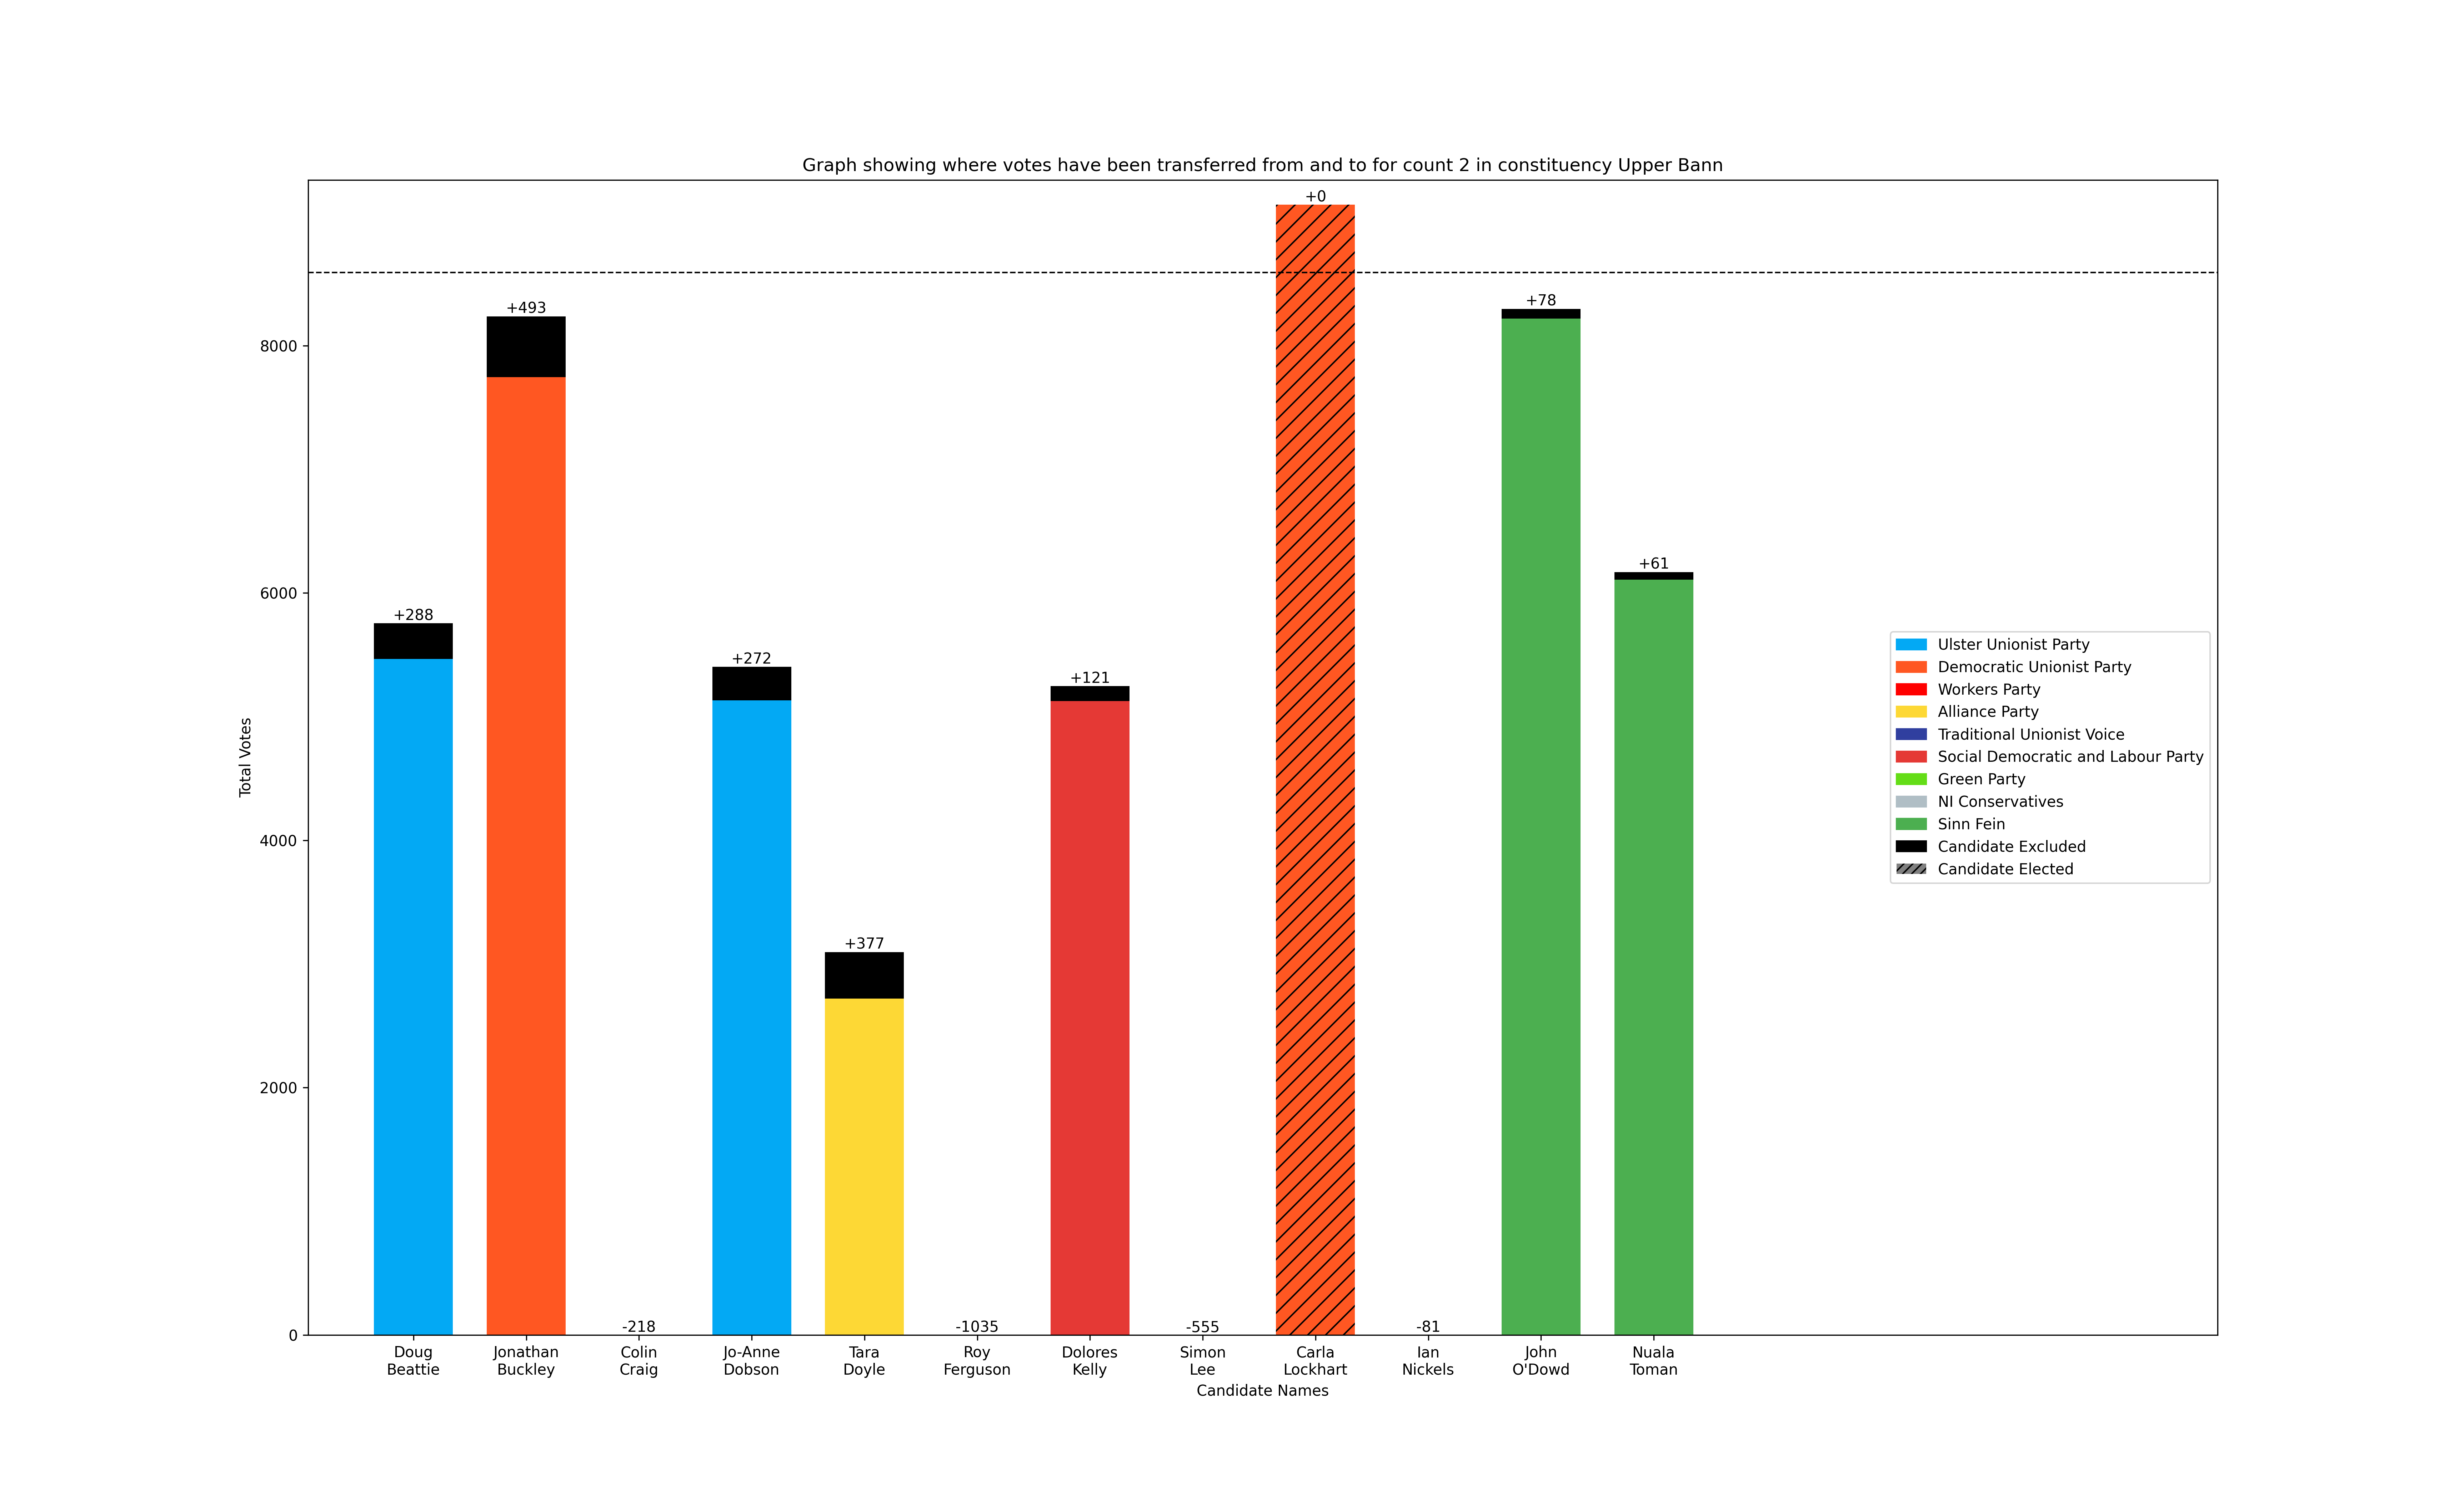 Graph showing where votes have been transferred from and to for count 2 in constituency Upper Bann
Total Votes
8000
6000
4000
2000
0
+288
+493
-218
+272
+377
-1035
+121
-555
+0
-81
+78
+61
Doug
Beattie
Jonathan
Buckley
Colin
Craig
Jo-Anne
Dobson
Tara
Doyle
Roy
Ferguson
Dolores
Kelly
Simon
Lee
Carla
Lockhart
Ian
Nickels
John
O'Dowd
Nuala
Toman
Candidate Names
Ulster Unionist Party
Democratic Unionist Party
Workers Party
Alliance Party
Traditional Unionist Voice
Social Democratic and Labour Party
Green Party
NI Conservatives
Sinn Fein
Candidate Excluded
Candidate Elected